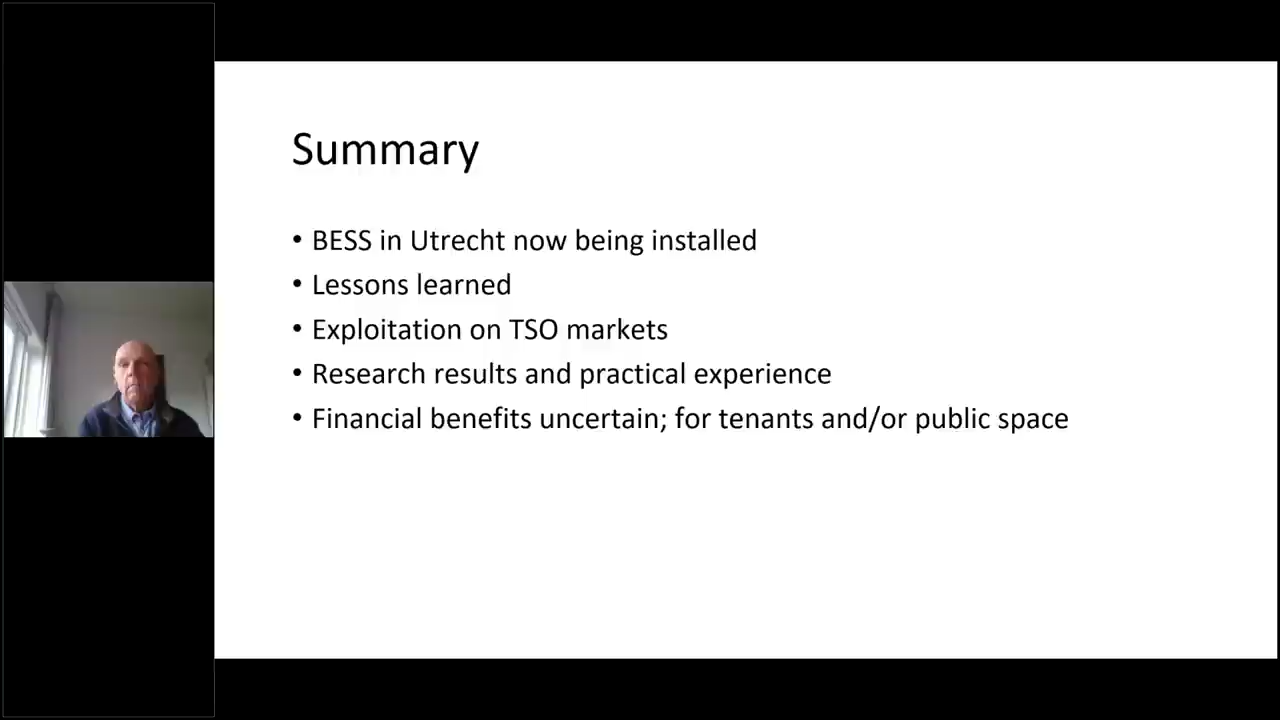 Summary
• BESS in Utrecht now being installed
• Lessons learned
• Exploitation on TSO markets
• Research results and practical experience
• Financial benefits uncertain; for tenants and/or public space